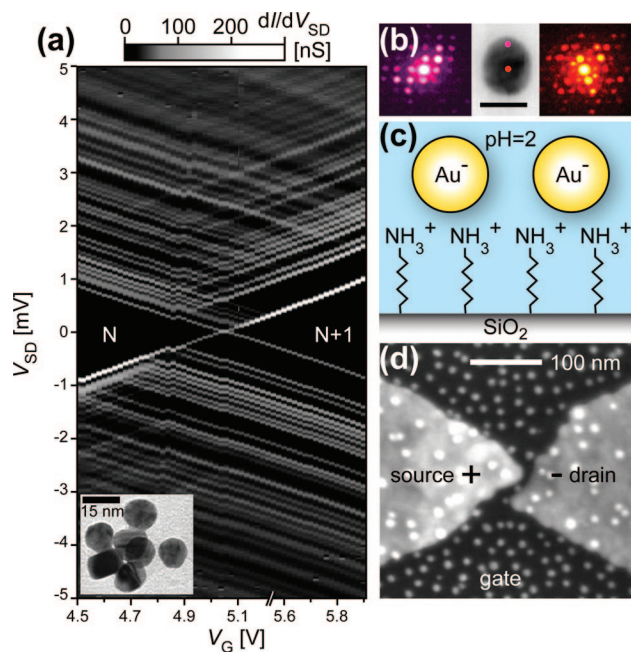 (a)
0 100 200 dI/dV_SD
[nS]
5
4
3
2
1
0
-1
-2
-3
-4
-5
V_SD [mV]
N N+1
15 nm
4.5 4.7 4.9 5.1 5.6 5.8
V_G [V]
(b)
(c) pH=2
Au⁻ Au⁻
NH₃⁺ NH₃⁺ NH₃⁺ NH₃⁺
SiO₂
(d) 100 nm
source + - drain
gate